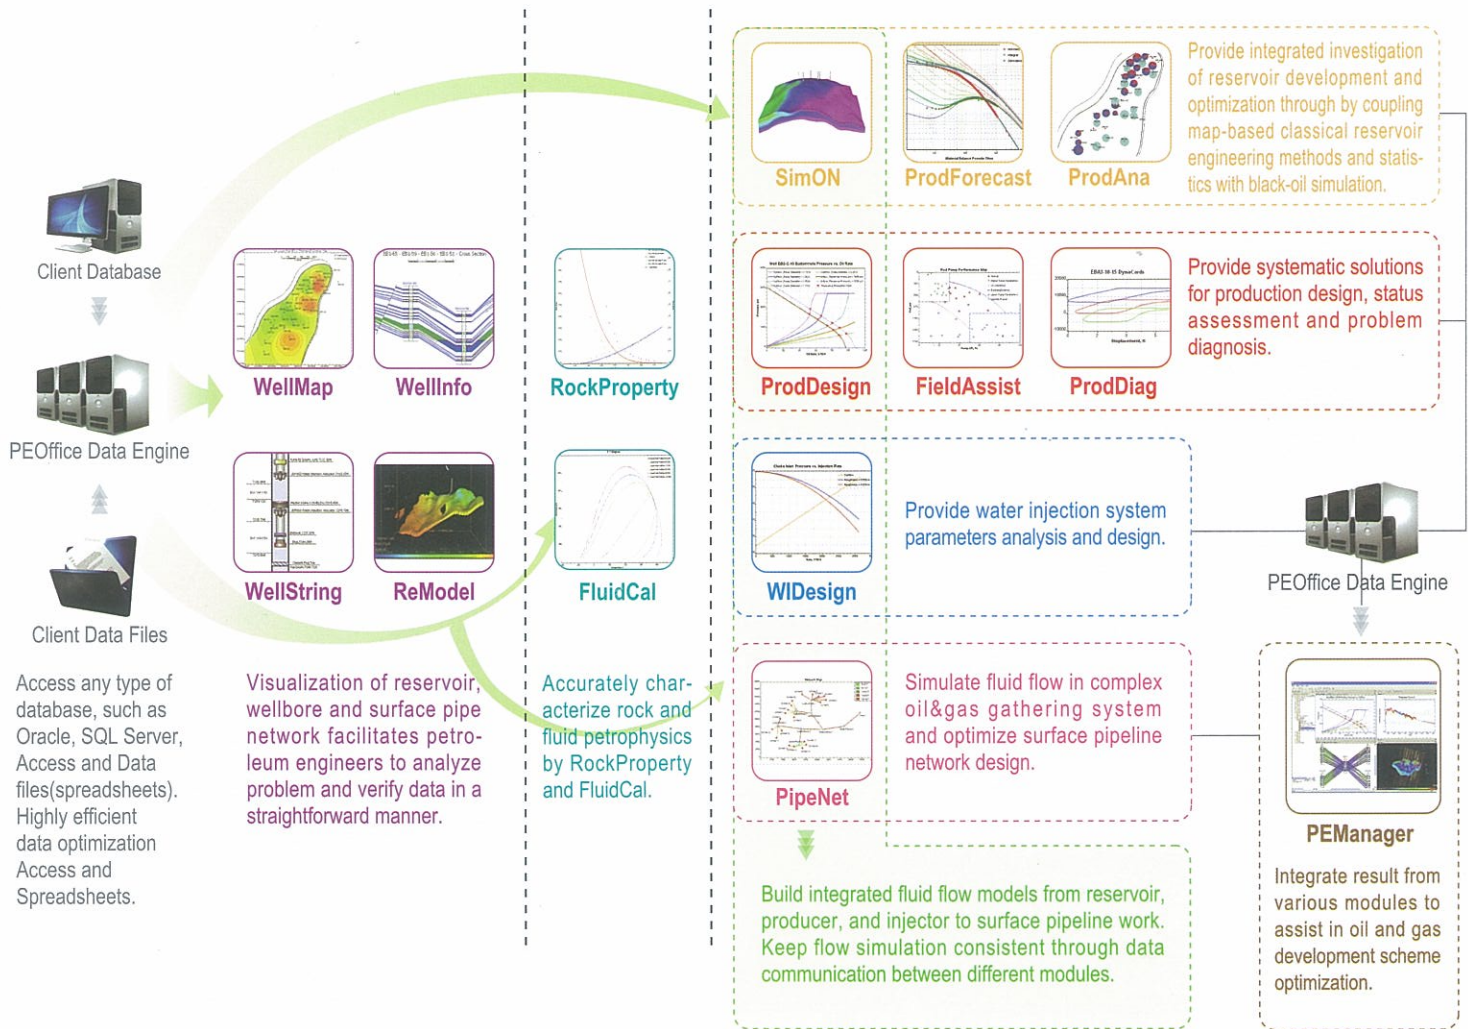 Client Database
PEOffice Data Engine
Client Data Files
Access any type of
database, such as
Oracle, SQL Server,
Access and Data
files(spreadsheets).
Highly efficient
data optimization
Access and
Spreadsheets.
WellMap
WellInfo
WellString
ReModel
Visualization of reservoir,
wellbore and surface pipe
network facilitates petro-
leum engineers to analyze
problem and verify data in a
straightforward manner.
RockProperty
FluidCal
Accurately char-
acterize rock and
fluid petrophysics
by RockProperty
and FluidCal.
SimON
ProdForecast
ProdAna
Provide integrated investigation
of reservoir development and
optimization through by coupling
map-based classical reservoir
engineering methods and statis-
tics with black-oil simulation.
ProdDesign
FieldAssist
ProdDiag
Provide systematic solutions
for production design, status
assessment and problem
diagnosis.
WIDesign
Provide water injection system
parameters analysis and design.
PipeNet
Simulate fluid flow in complex
oil&gas gathering system
and optimize surface pipeline
network design.
Build integrated fluid flow models from reservoir,
producer, and injector to surface pipeline work.
Keep flow simulation consistent through data
communication between different modules.
PEOffice Data Engine
PEManager
Integrate result from
various modules to
assist in oil and gas
development scheme
optimization.